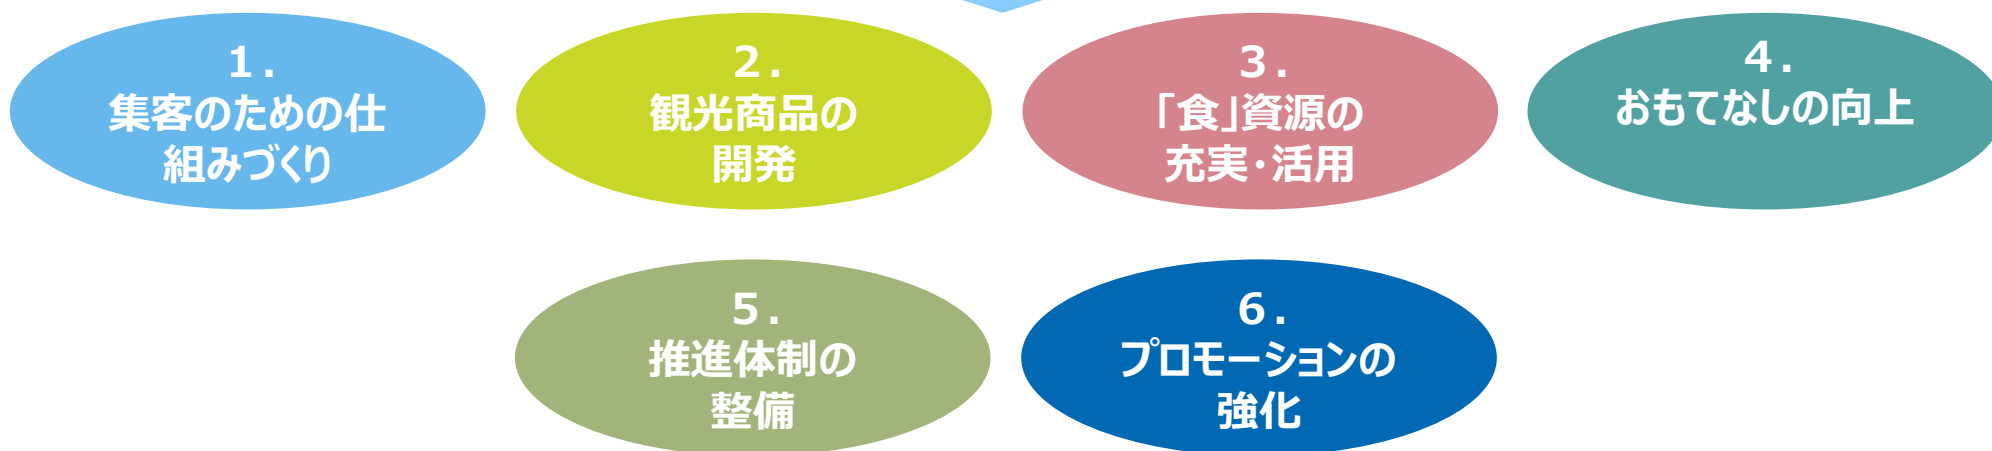 1.
集客のための仕
組みづくり
2.
観光商品の
開発
3.
「食」資源の
充実・活用
4.
おもてなしの向上
5.
推進体制の
整備
6.
プロモーションの
強化